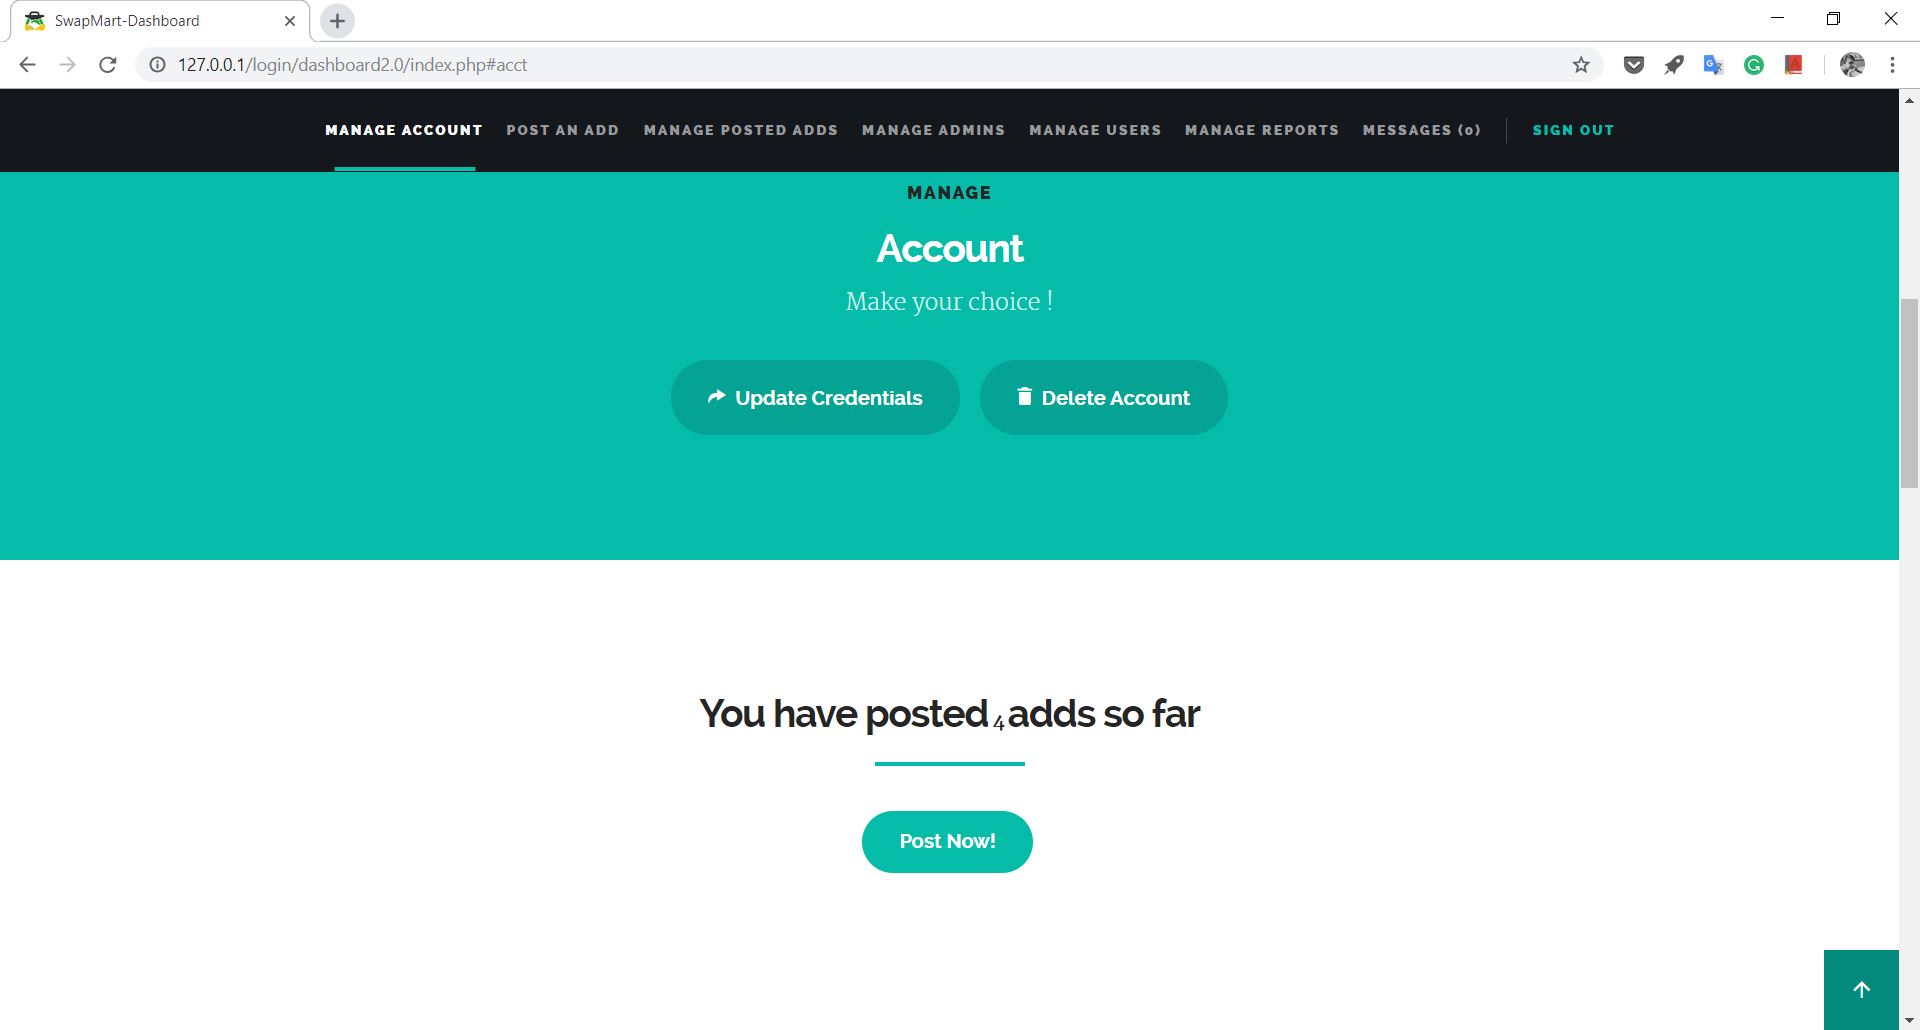 SwapMart-Dashboard
127.0.0.1/login/dashboard2.0/index.php#acct
MANAGE ACCOUNT POST AN ADD MANAGE POSTED ADDS MANAGE ADMINS MANAGE USERS MANAGE REPORTS MESSAGES (0) SIGN OUT
MANAGE
Account
Make your choice !
Update Credentials Delete Account
You have posted 4 adds so far
Post Now!